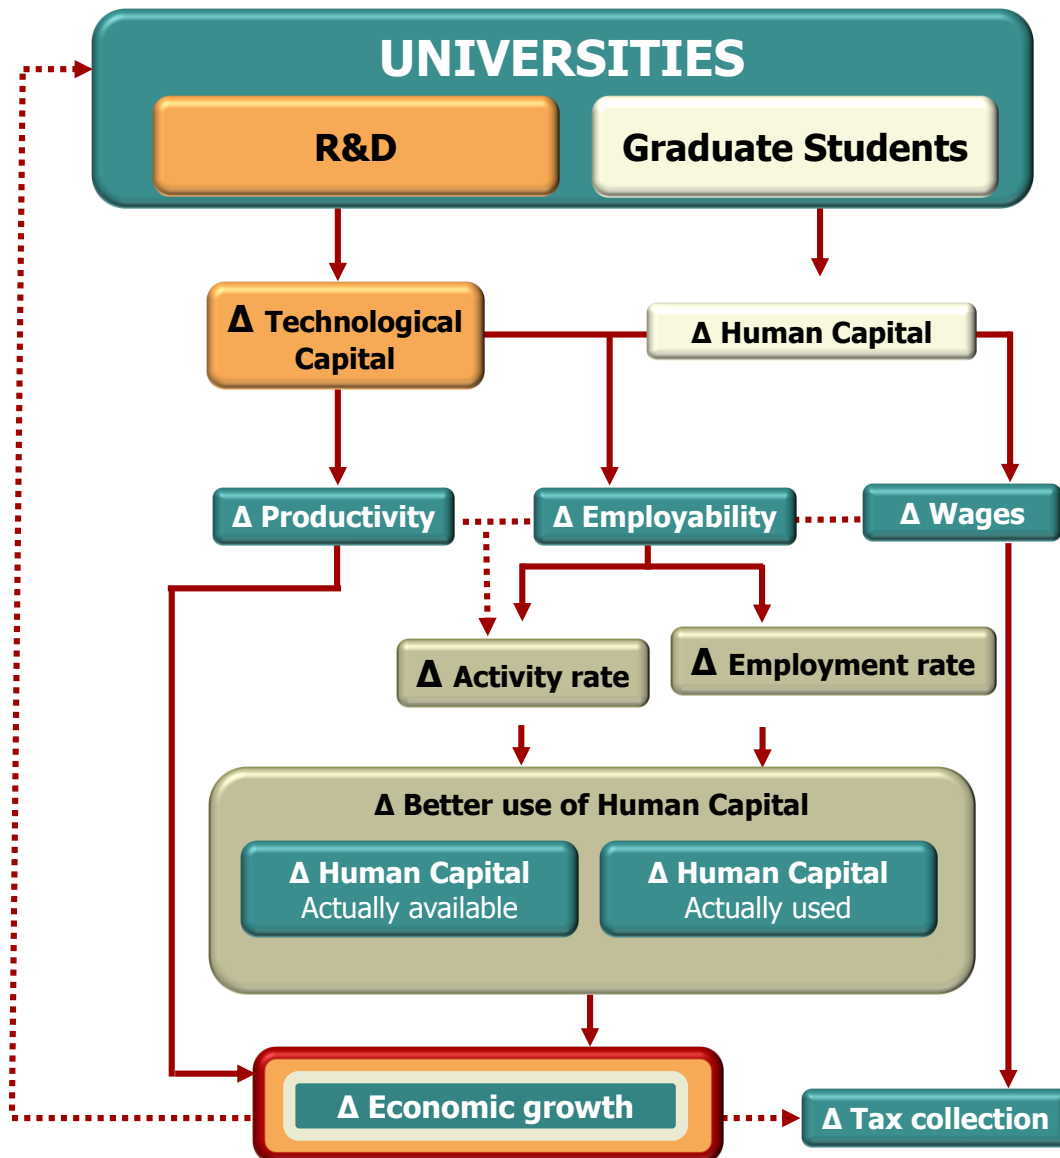 UNIVERSITIES
R&D
Graduate Students
Δ Technological
Capital
Δ Human Capital
Δ Productivity
Δ Employability
Δ Wages
Δ Activity rate
Δ Employment rate
Δ Better use of Human Capital
Δ Human Capital
Actually available
Δ Human Capital
Actually used
Δ Economic growth
Δ Tax collection